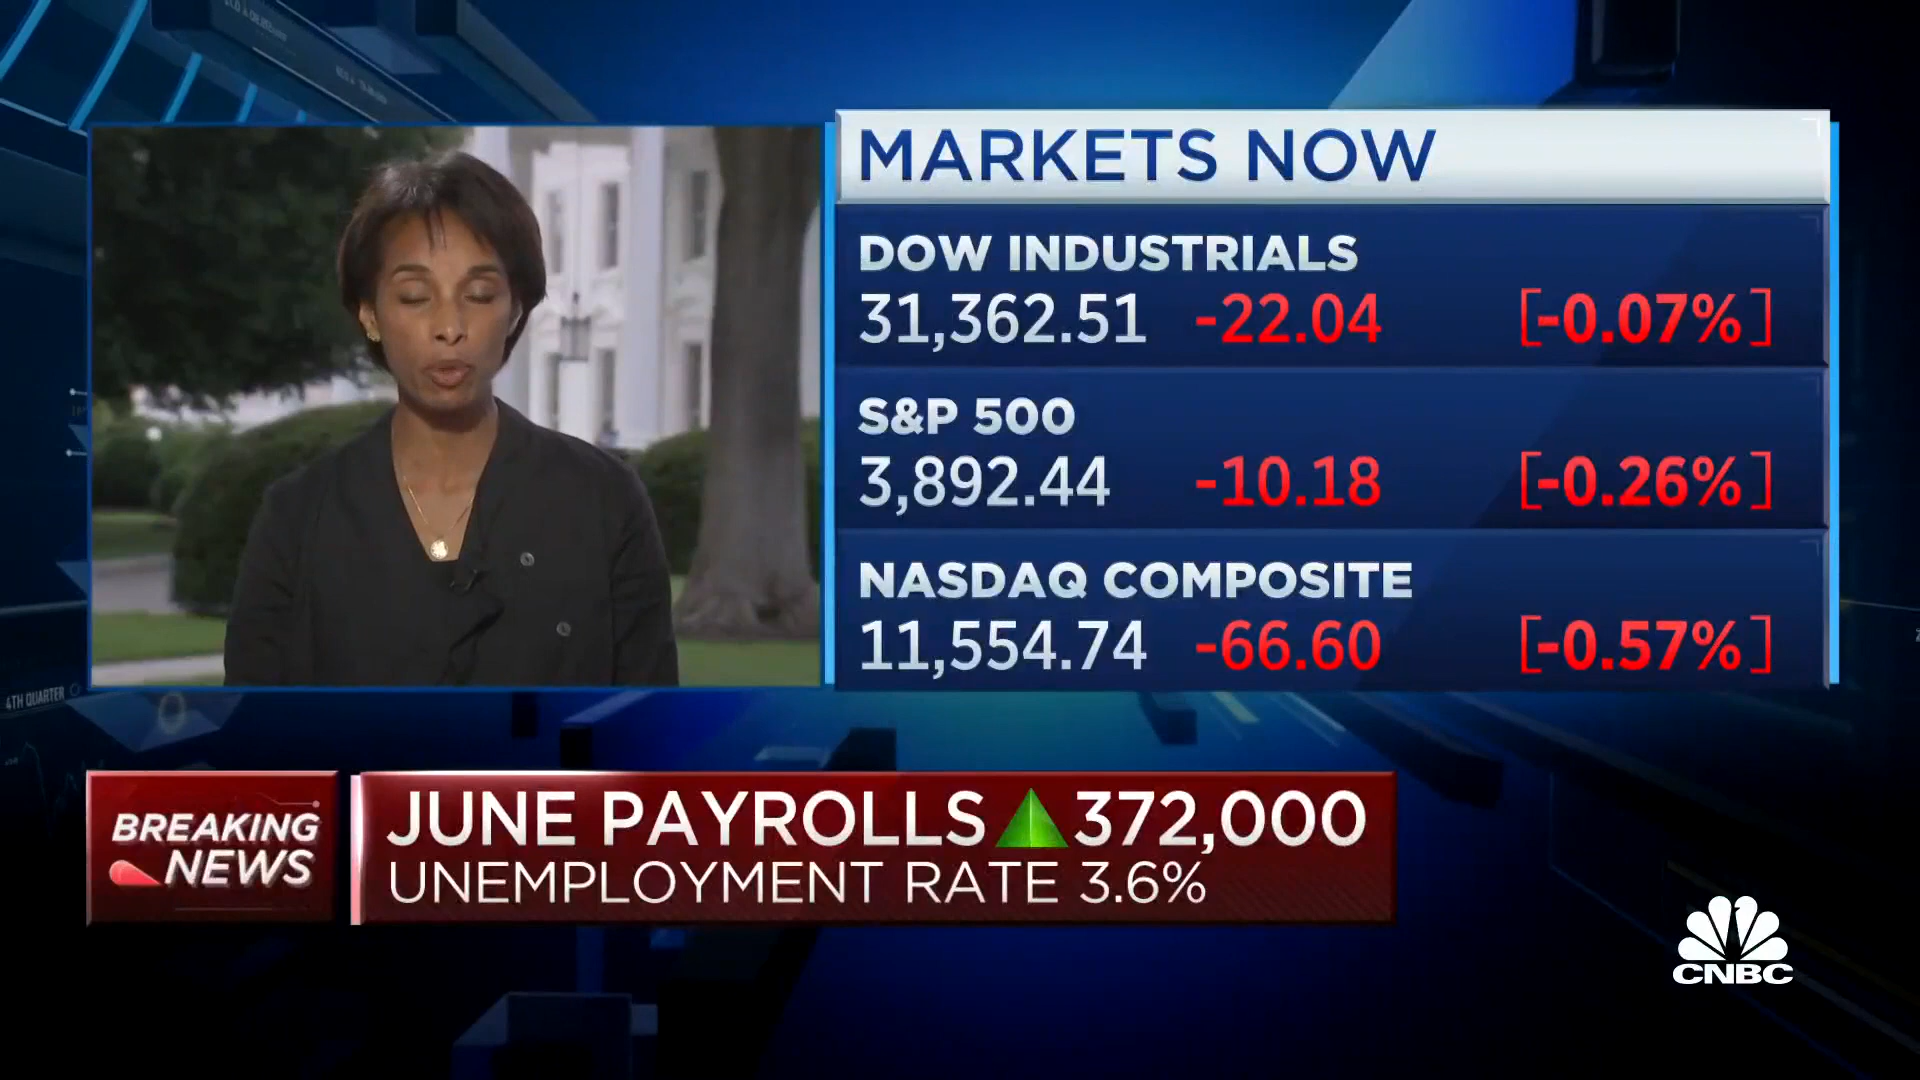 MARKETS NOW
DOW INDUSTRIALS
31,362.51 -22.04 [-0.07%]
S&P 500
3,892.44 -10.18 [-0.26%]
NASDAQ COMPOSITE
11,554.74 -66.60 [-0.57%]
4TH QUARTER
BREAKING
NEWS
JUNE PAYROLLS ▲ 372,000
UNEMPLOYMENT RATE 3.6%
CNBC